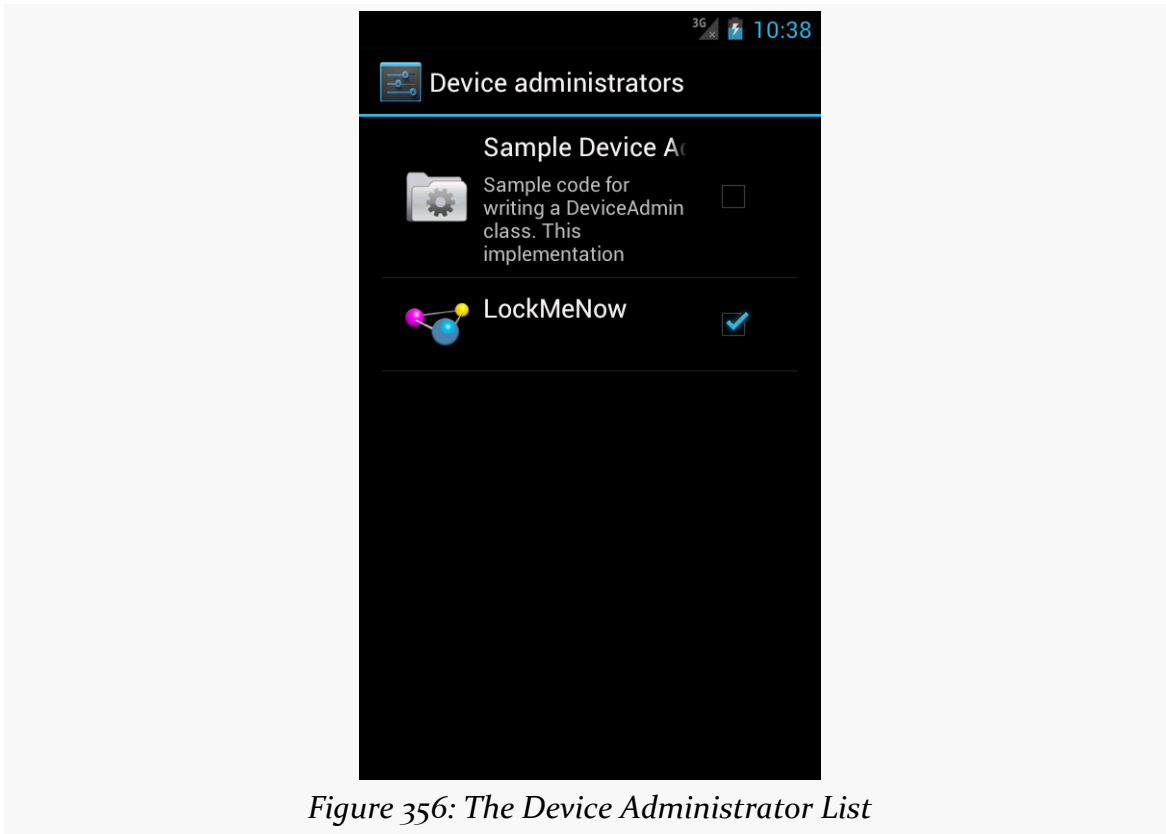 3G
10:38
Device administrators
Sample Device A
Sample code for
writing a DeviceAdmin
class. This
implementation
LockMeNow
Figure 356: The Device Administrator List